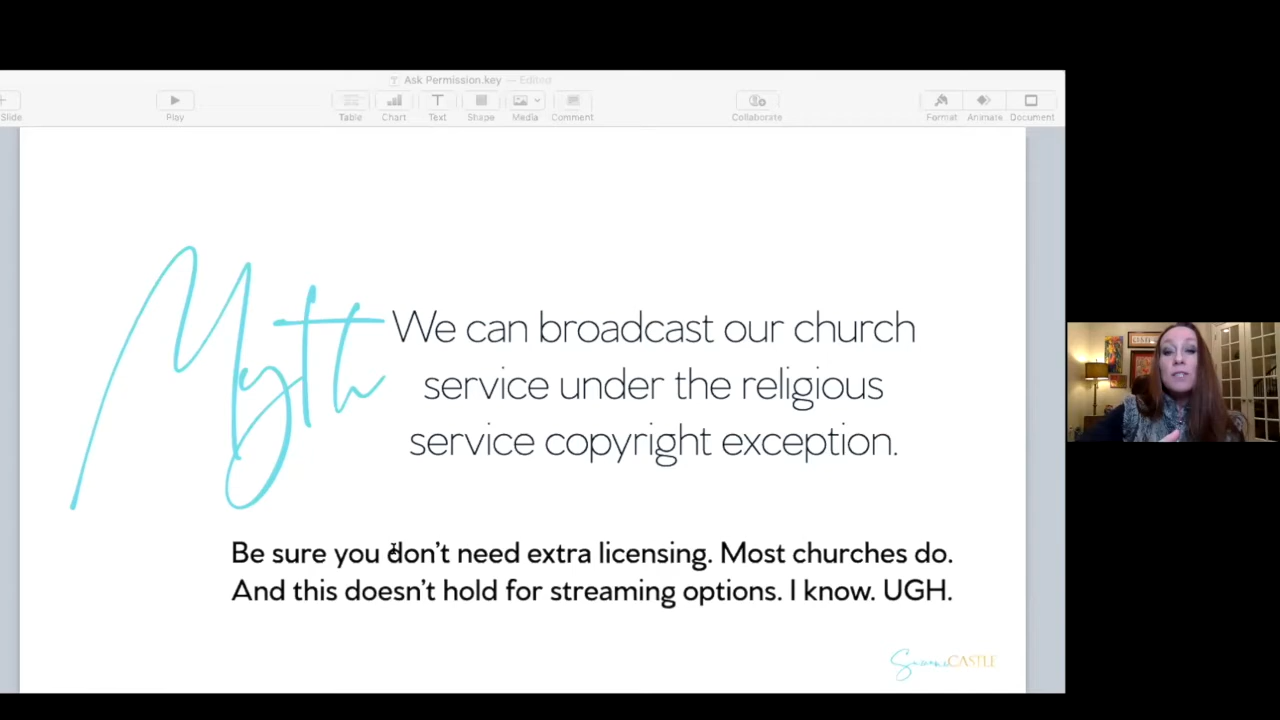 Ask Permission.key — Edited
Slide
Play
Table
Chart
Text
Shape
Media
Comment
Collaborate
Format
Animate
Document
Myth
We can broadcast our church
service under the religious
service copyright exception.
Be sure you don't need extra licensing. Most churches do.
And this doesn't hold for streaming options. I know. UGH.
CASTLE